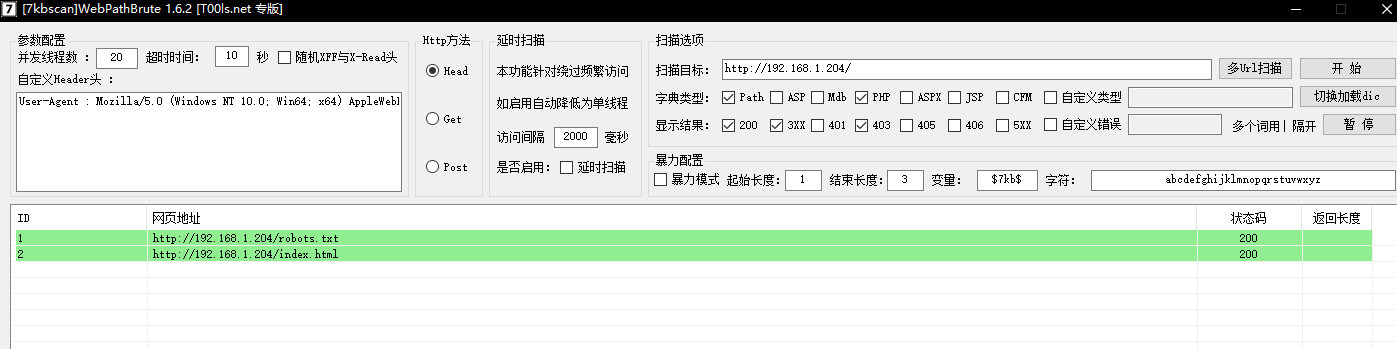 7 [7kbscan]WebPathBrute 1.6.2 [T00ls.net 专版]
参数配置
并发线程数 : 20 超时时间: 10 秒 随机XFF与X-Read头
自定义Header头 :
User-Agent : Mozilla/5.0 (Windows NT 10.0; Win64; x64) AppleWebK
Http方法
Head
Get
Post
延时扫描
本功能针对绕过频繁访问
如启用自动降低为单线程
访问间隔 2000 毫秒
是否启用: 延时扫描
扫描选项
扫描目标: http://192.168.1.204/ 多Url扫描 开 始
字典类型: Path ASP Mdb PHP ASPX JSP CFM 自定义类型 切换加载dic
显示结果: 200 3XX 401 403 405 406 5XX 自定义错误 多个词用| 隔开 暂 停
暴力配置
暴力模式 起始长度: 1 结束长度: 3 变量: $7kb$ 字符: abcdefghijklmnopqrstuvwxyz
ID 网页地址 状态码 返回长度
1 http://192.168.1.204/robots.txt 200
2 http://192.168.1.204/index.html 200